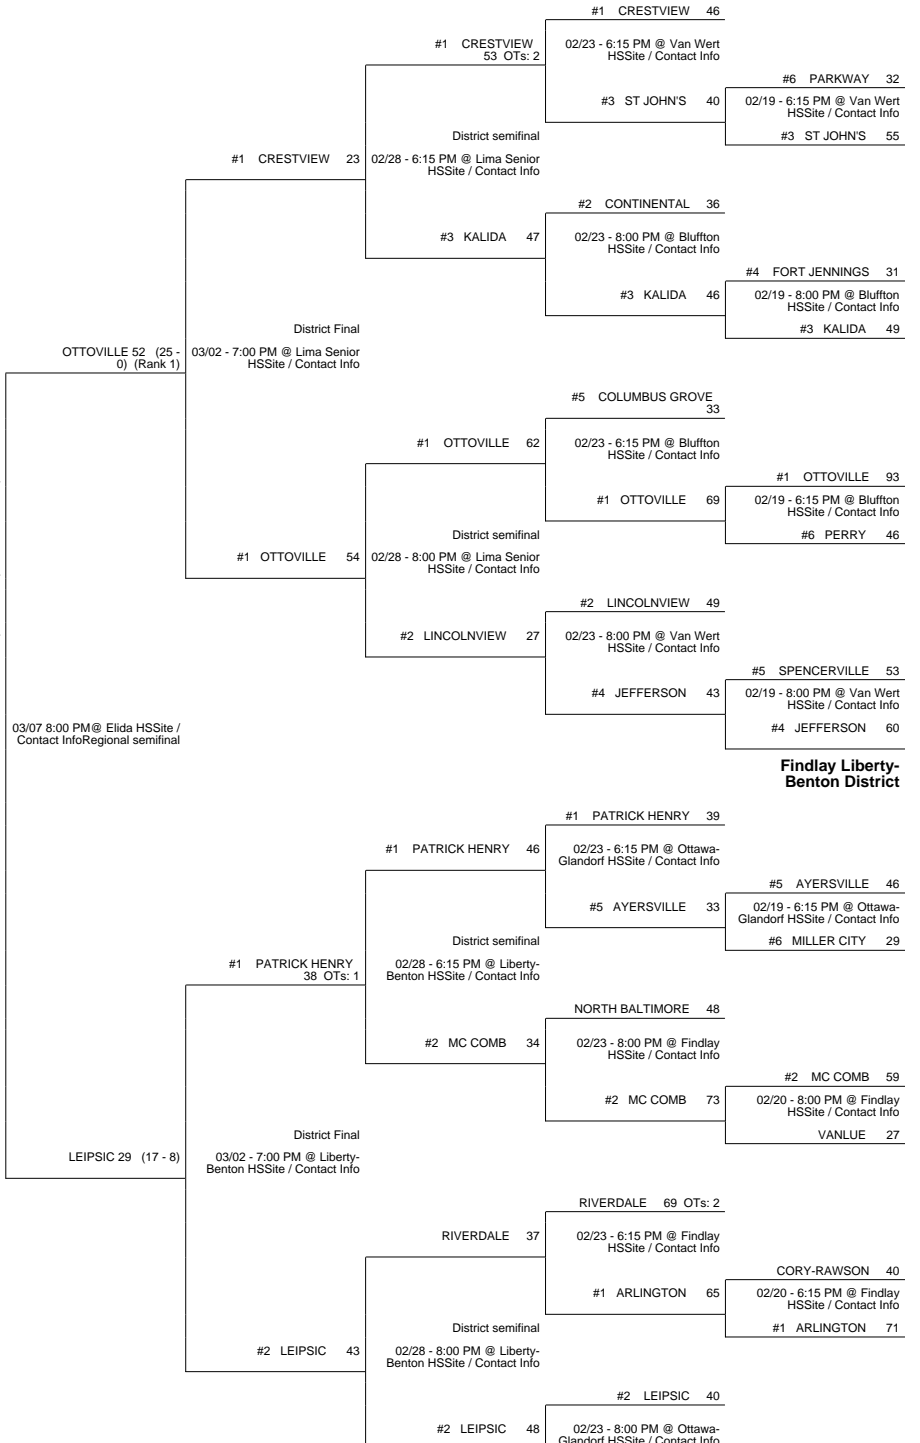 #1 CRESTVIEW 46
#1 CRESTVIEW
53 OTs: 2
02/23 - 6:15 PM @ Van Wert
HSSite / Contact Info
#6 PARKWAY 32
#3 ST JOHN'S 40
02/19 - 6:15 PM @ Van Wert
HSSite / Contact Info
#3 ST JOHN'S 55
District semifinal
#1 CRESTVIEW 23
02/28 - 6:15 PM @ Lima Senior
HSSite / Contact Info
#2 CONTINENTAL 36
#3 KALIDA 47
02/23 - 8:00 PM @ Bluffton
HSSite / Contact Info
#4 FORT JENNINGS 31
#3 KALIDA 46
02/19 - 8:00 PM @ Bluffton
HSSite / Contact Info
#3 KALIDA 49
District Final
OTTOVILLE 52 (25 -
0) (Rank 1)
03/02 - 7:00 PM @ Lima Senior
HSSite / Contact Info
#5 COLUMBUS GROVE
33
#1 OTTOVILLE 62
02/23 - 6:15 PM @ Bluffton
HSSite / Contact Info
#1 OTTOVILLE 93
#1 OTTOVILLE 69
02/19 - 6:15 PM @ Bluffton
HSSite / Contact Info
#6 PERRY 46
District semifinal
#1 OTTOVILLE 54
02/28 - 8:00 PM @ Lima Senior
HSSite / Contact Info
#2 LINCOLNVIEW 49
#2 LINCOLNVIEW 27
02/23 - 8:00 PM @ Van Wert
HSSite / Contact Info
#5 SPENCERVILLE 53
#4 JEFFERSON 43
02/19 - 8:00 PM @ Van Wert
HSSite / Contact Info
#4 JEFFERSON 60
03/07 8:00 PM@ Elida HSSite /
Contact InfoRegional semifinal
Findlay Liberty-
Benton District
#1 PATRICK HENRY 39
#1 PATRICK HENRY 46
02/23 - 6:15 PM @ Ottawa-
Glandorf HSSite / Contact Info
#5 AYERSVILLE 46
#5 AYERSVILLE 33
02/19 - 6:15 PM @ Ottawa-
Glandorf HSSite / Contact Info
#6 MILLER CITY 29
District semifinal
#1 PATRICK HENRY
38 OTs: 1
02/28 - 6:15 PM @ Liberty-
Benton HSSite / Contact Info
NORTH BALTIMORE 48
#2 MC COMB 34
02/23 - 8:00 PM @ Findlay
HSSite / Contact Info
#2 MC COMB 59
#2 MC COMB 73
02/20 - 8:00 PM @ Findlay
HSSite / Contact Info
VANLUE 27
District Final
LEIPSIC 29 (17 - 8)
03/02 - 7:00 PM @ Liberty-
Benton HSSite / Contact Info
RIVERDALE 69 OTs: 2
RIVERDALE 37
02/23 - 6:15 PM @ Findlay
HSSite / Contact Info
CORY-RAWSON 40
#1 ARLINGTON 65
02/20 - 6:15 PM @ Findlay
HSSite / Contact Info
#1 ARLINGTON 71
District semifinal
#2 LEIPSIC 43
02/28 - 8:00 PM @ Liberty-
Benton HSSite / Contact Info
#2 LEIPSIC 40
#2 LEIPSIC 48
02/23 - 8:00 PM @ Ottawa-
Glandorf HSSite / Contact Info